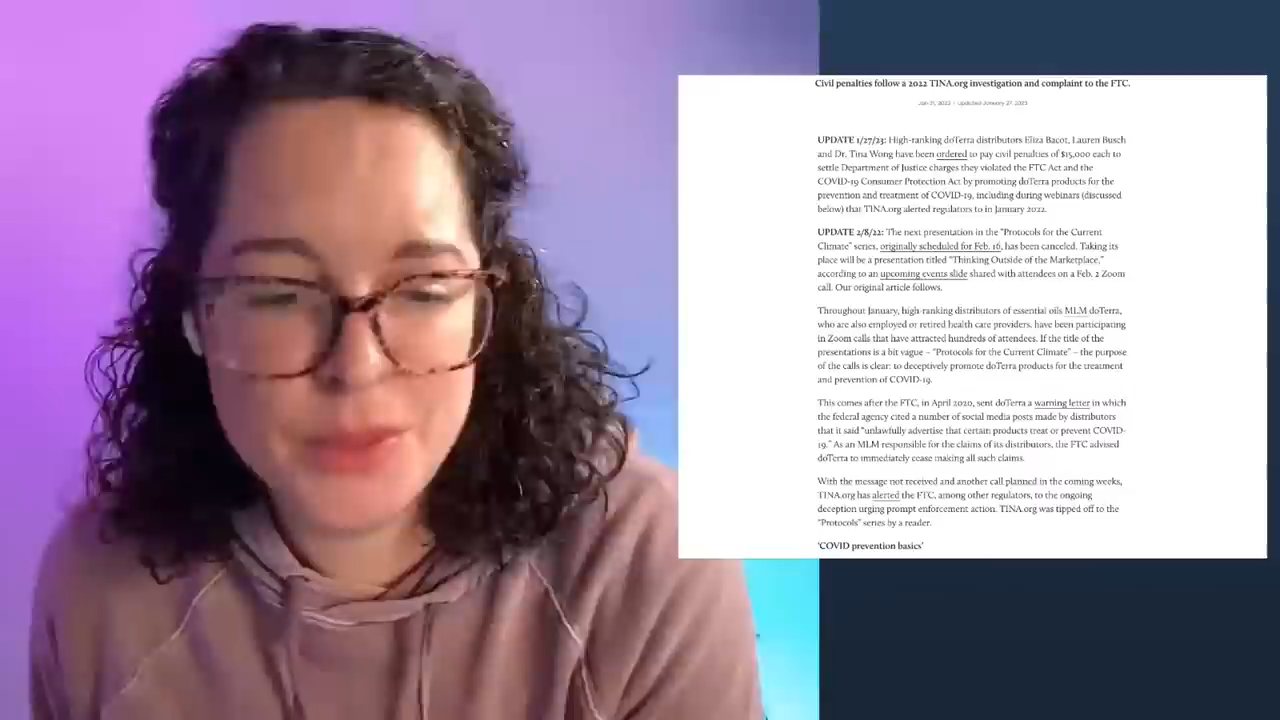 Civil penalties follow a 2022 TINA.org investigation and complaint to the FTC.
Jan 31, 2022 | Updated January 27, 2023
UPDATE 1/27/23: High-ranking doTerra distributors Eliza Bacot, Lauren Busch
and Dr. Tina Wong have been ordered to pay civil penalties of $15,000 each to
settle Department of Justice charges they violated the FTC Act and the
COVID-19 Consumer Protection Act by promoting doTerra products for the
prevention and treatment of COVID-19, including during webinars (discussed
below) that TINA.org alerted regulators to in January 2022.
UPDATE 2/8/22: The next presentation in the "Protocols for the Current
Climate" series, originally scheduled for Feb. 16, has been canceled. Taking its
place will be a presentation titled "Thinking Outside of the Marketplace,"
according to an upcoming events slide shared with attendees on a Feb. 2 Zoom
call. Our original article follows.
Throughout January, high-ranking distributors of essential oils MLM doTerra,
who are also employed or retired health care providers, have been participating
in Zoom calls that have attracted hundreds of attendees. If the title of the
presentations is a bit vague – "Protocols for the Current Climate" – the purpose
of the calls is clear: to deceptively promote doTerra products for the treatment
and prevention of COVID-19.
This comes after the FTC, in April 2020, sent doTerra a warning letter in which
the federal agency cited a number of social media posts made by distributors
that it said "unlawfully advertise that certain products treat or prevent COVID-
19." As an MLM responsible for the claims of its distributors, the FTC advised
doTerra to immediately cease making all such claims.
With the message not received and another call planned in the coming weeks,
TINA.org has alerted the FTC, among other regulators, to the ongoing
deception urging prompt enforcement action. TINA.org was tipped off to the
"Protocols" series by a reader.
'COVID prevention basics'